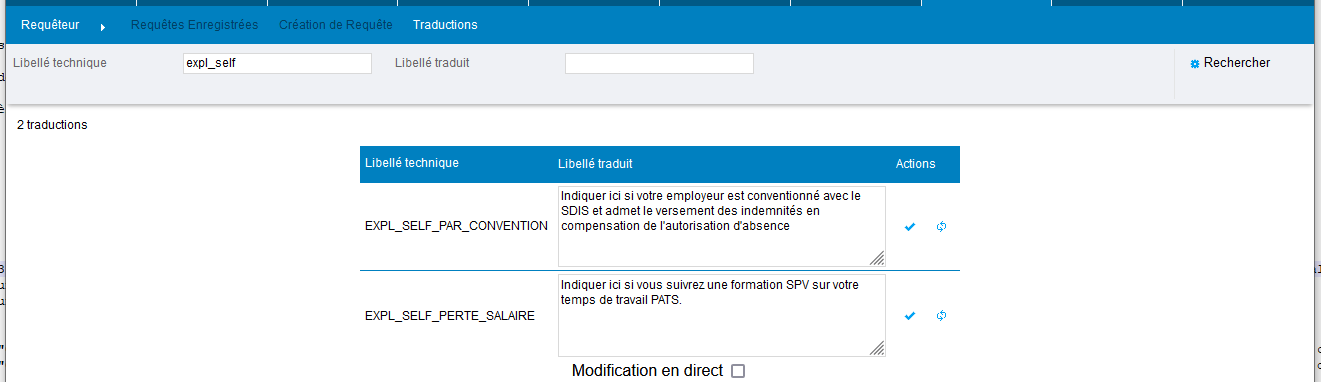 Requêteur Requêtes Enregistrées Création de Requête Traductions
Libellé technique expl_self Libellé traduit Rechercher
2 traductions
Libellé technique Libellé traduit Actions
Indiquer ici si votre employeur est conventionné avec le
SDIS et admet le versement des indemnités en
compensation de l'autorisation d'absence
EXPL_SELF_PAR_CONVENTION
Indiquer ici si vous suivrez une formation SPV sur votre
temps de travail PATS.
EXPL_SELF_PERTE_SALAIRE
Modification en direct